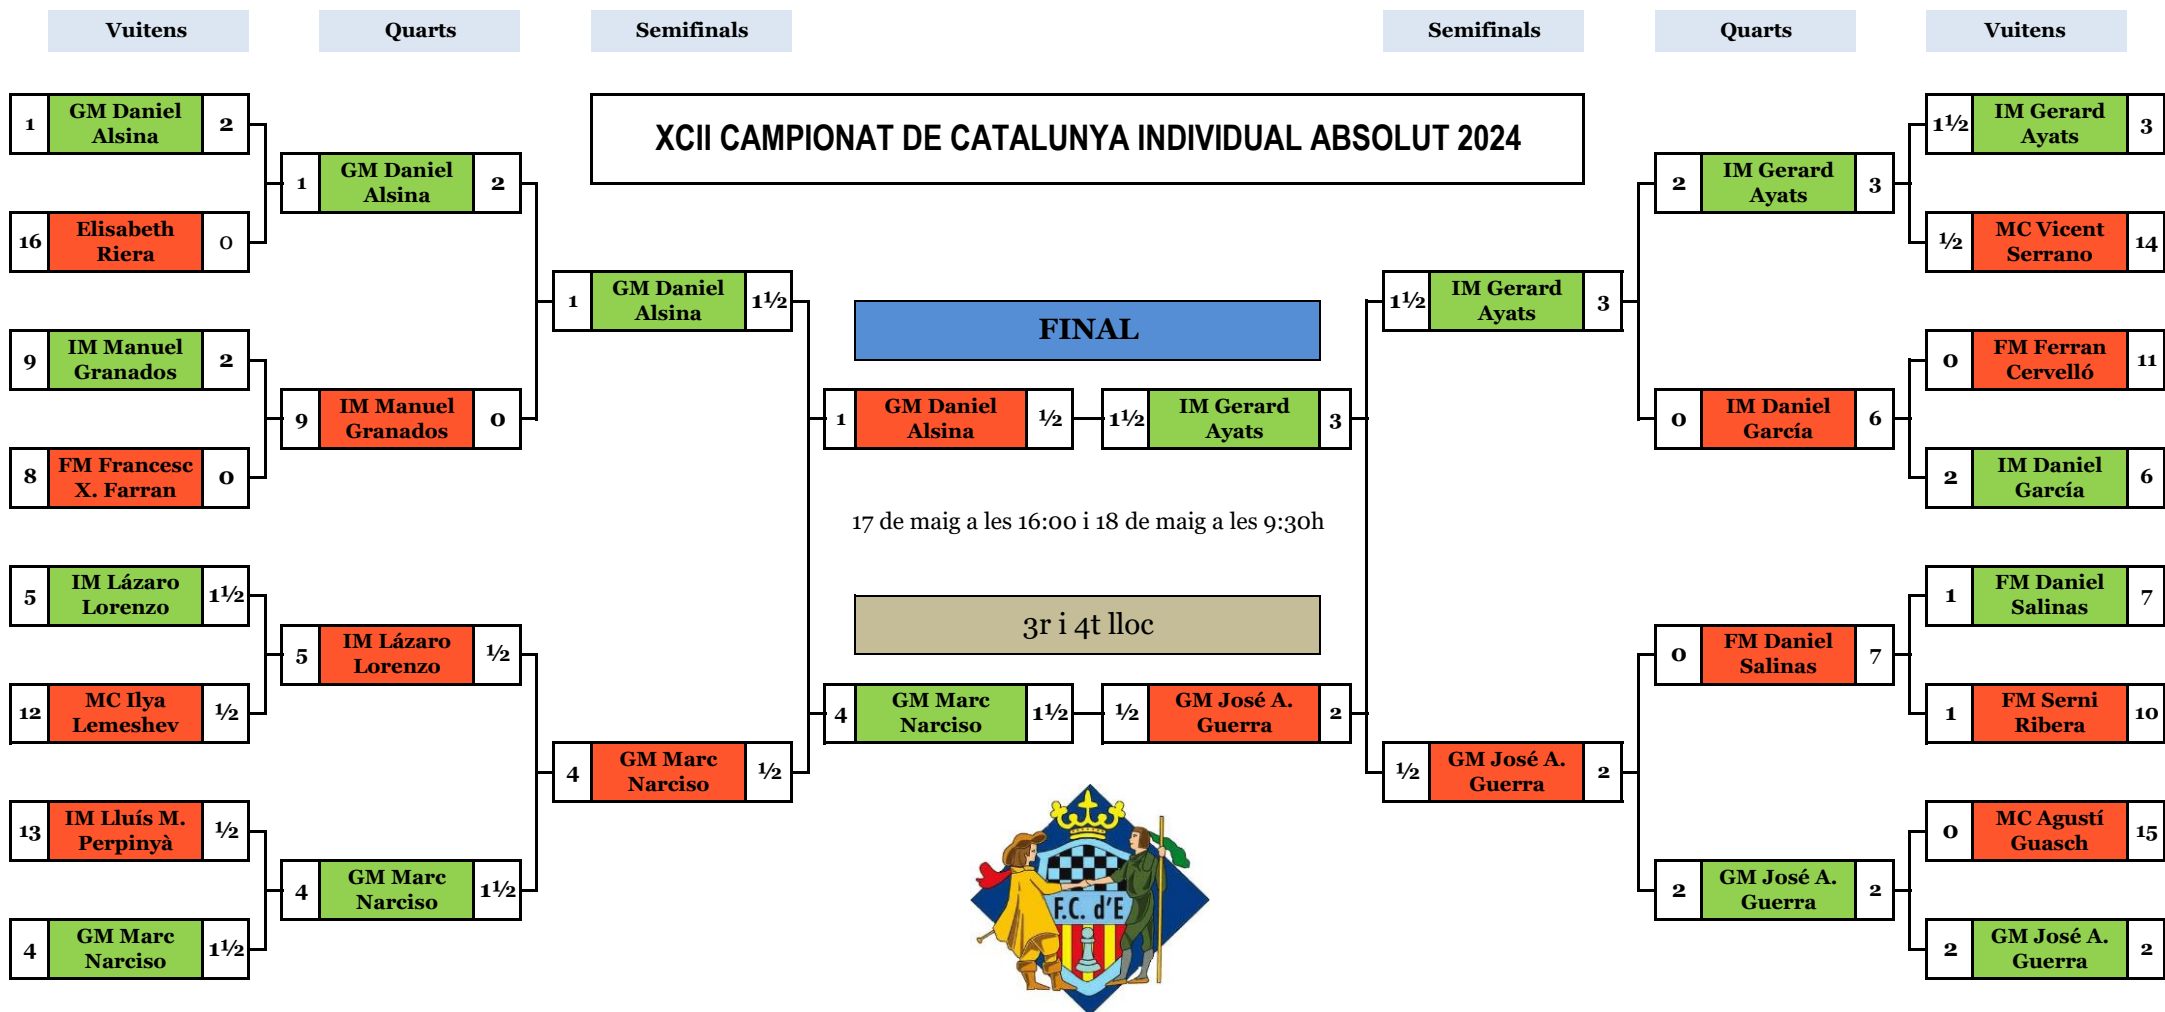 Vuitens
Quarts
Semifinals
Semifinals
Quarts
Vuitens
XCII CAMPIONAT DE CATALUNYA INDIVIDUAL ABSOLUT 2024
1 GM Daniel 2
Alsina
16 Elisabeth 0
Riera
9 IM Manuel 2
Granados
8 FM Francesc 0
X. Farran
5 IM Lázaro 1½
Lorenzo
12 MC Ilya ½
Lemeshev
13 IM Lluís M. ½
Perpinyà
4 GM Marc 1½
Narciso
1 GM Daniel 2
Alsina
9 IM Manuel 0
Granados
5 IM Lázaro ½
Lorenzo
4 GM Marc 1½
Narciso
1 GM Daniel 1½
Alsina
4 GM Marc ½
Narciso
FINAL
1 GM Daniel ½
Alsina
1½ IM Gerard 3
Ayats
17 de maig a les 16:00 i 18 de maig a les 9:30h
3r i 4t lloc
4 GM Marc 1½
Narciso
½ GM José A. 2
Guerra
F.C. d'E
1½ IM Gerard 3
Ayats
½ GM José A. 2
Guerra
2 IM Gerard 3
Ayats
0 IM Daniel 6
García
0 FM Daniel 7
Salinas
2 GM José A. 2
Guerra
1½ IM Gerard 3
Ayats
½ MC Vicent 14
Serrano
0 FM Ferran 11
Cervelló
2 IM Daniel 6
García
1 FM Daniel 7
Salinas
1 FM Serni 10
Ribera
0 MC Agustí 15
Guasch
2 GM José A. 2
Guerra